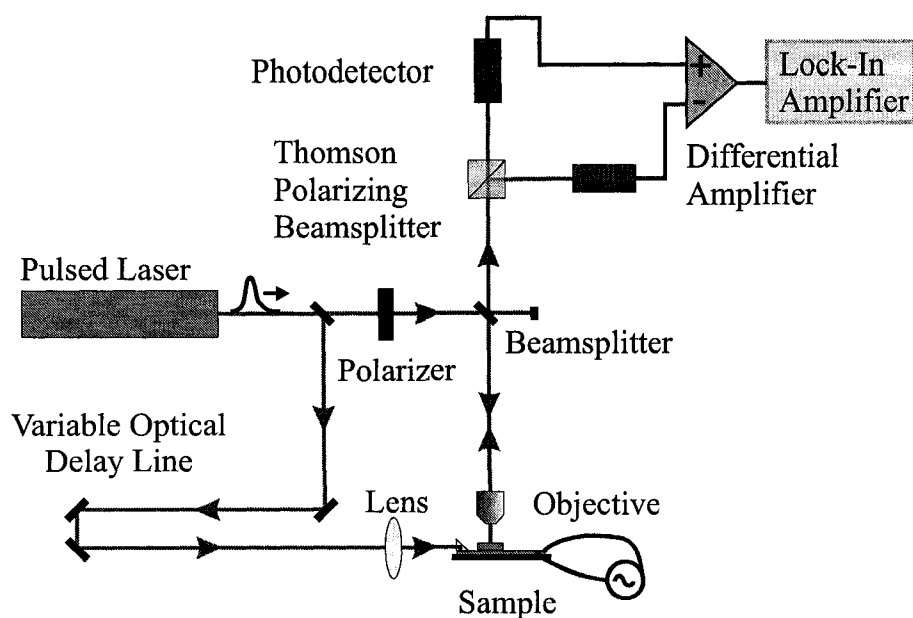 Photodetector
+
-
Lock-In
Amplifier
Thomson
Polarizing
Beamsplitter
Differential
Amplifier
Pulsed Laser
Polarizer
Beamsplitter
Variable Optical
Delay Line
Lens
Objective
Sample